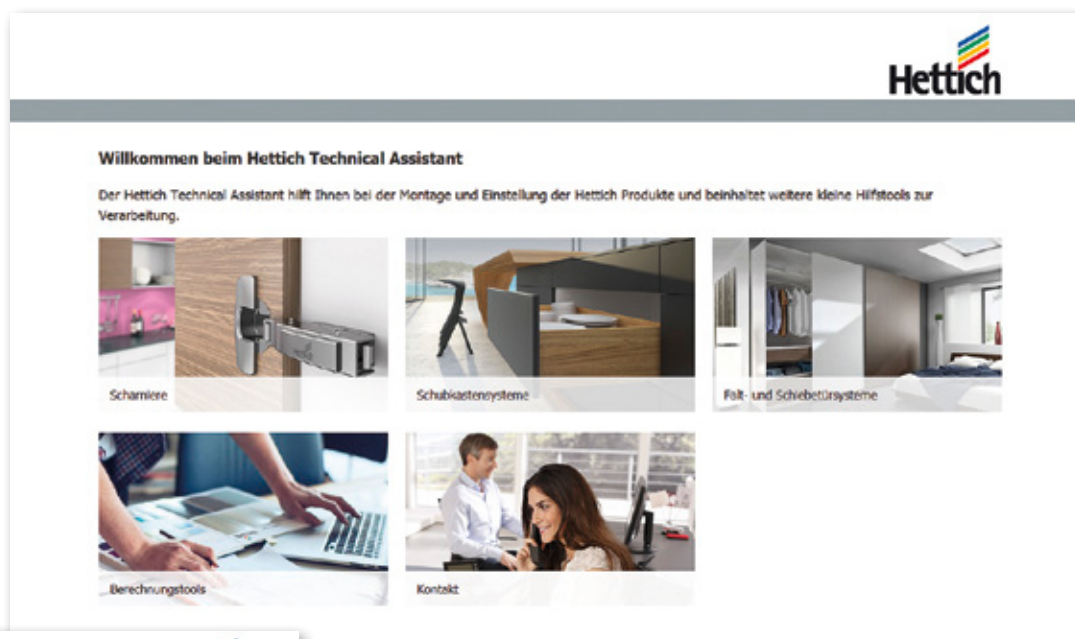 Hettich
Willkommen beim Hettich Technical Assistant
Der Hettich Technical Assistant hilft Ihnen bei der Montage und Einstellung der Hettich Produkte und beinhaltet weitere kleine Hilfstools zur
Verarbeitung.
Scharniere
Schubkastensysteme
Falt- und Schiebetürsysteme
Berechnungstools
Kontakt